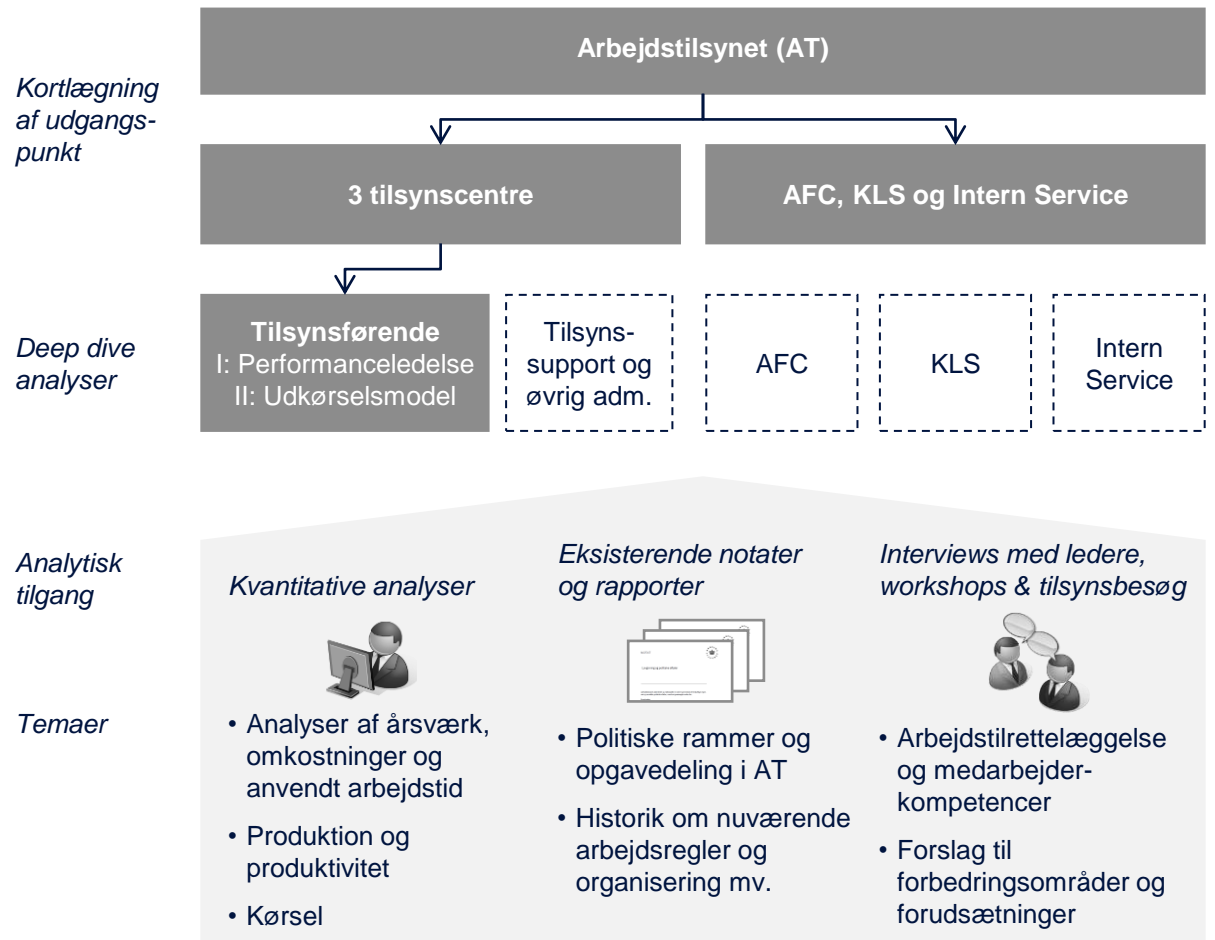 Arbejdstilsynet (AT)
Kortlægning
af udgangs-
punkt
3 tilsynscentre
AFC, KLS og Intern Service
Deep dive
analyser
Tilsynsførende
I: Performanceledelse
II: Udkørselsmodel
Tilsyns-
support og
øvrig adm.
AFC
KLS
Intern
Service
Analytisk
tilgang
Kvantitative analyser
Eksisterende notater
og rapporter
Interviews med ledere,
workshops & tilsynsbesøg
Temaer
• Analyser af årsværk,
omkostninger og
anvendt arbejdstid
• Produktion og
produktivitet
• Kørsel
• Politiske rammer og
opgavedeling i AT
• Historik om nuværende
arbejdsregler og
organisering mv.
• Arbejdstilrettelæggelse
og medarbejder-
kompetencer
• Forslag til
forbedringsområder og
forudsætninger